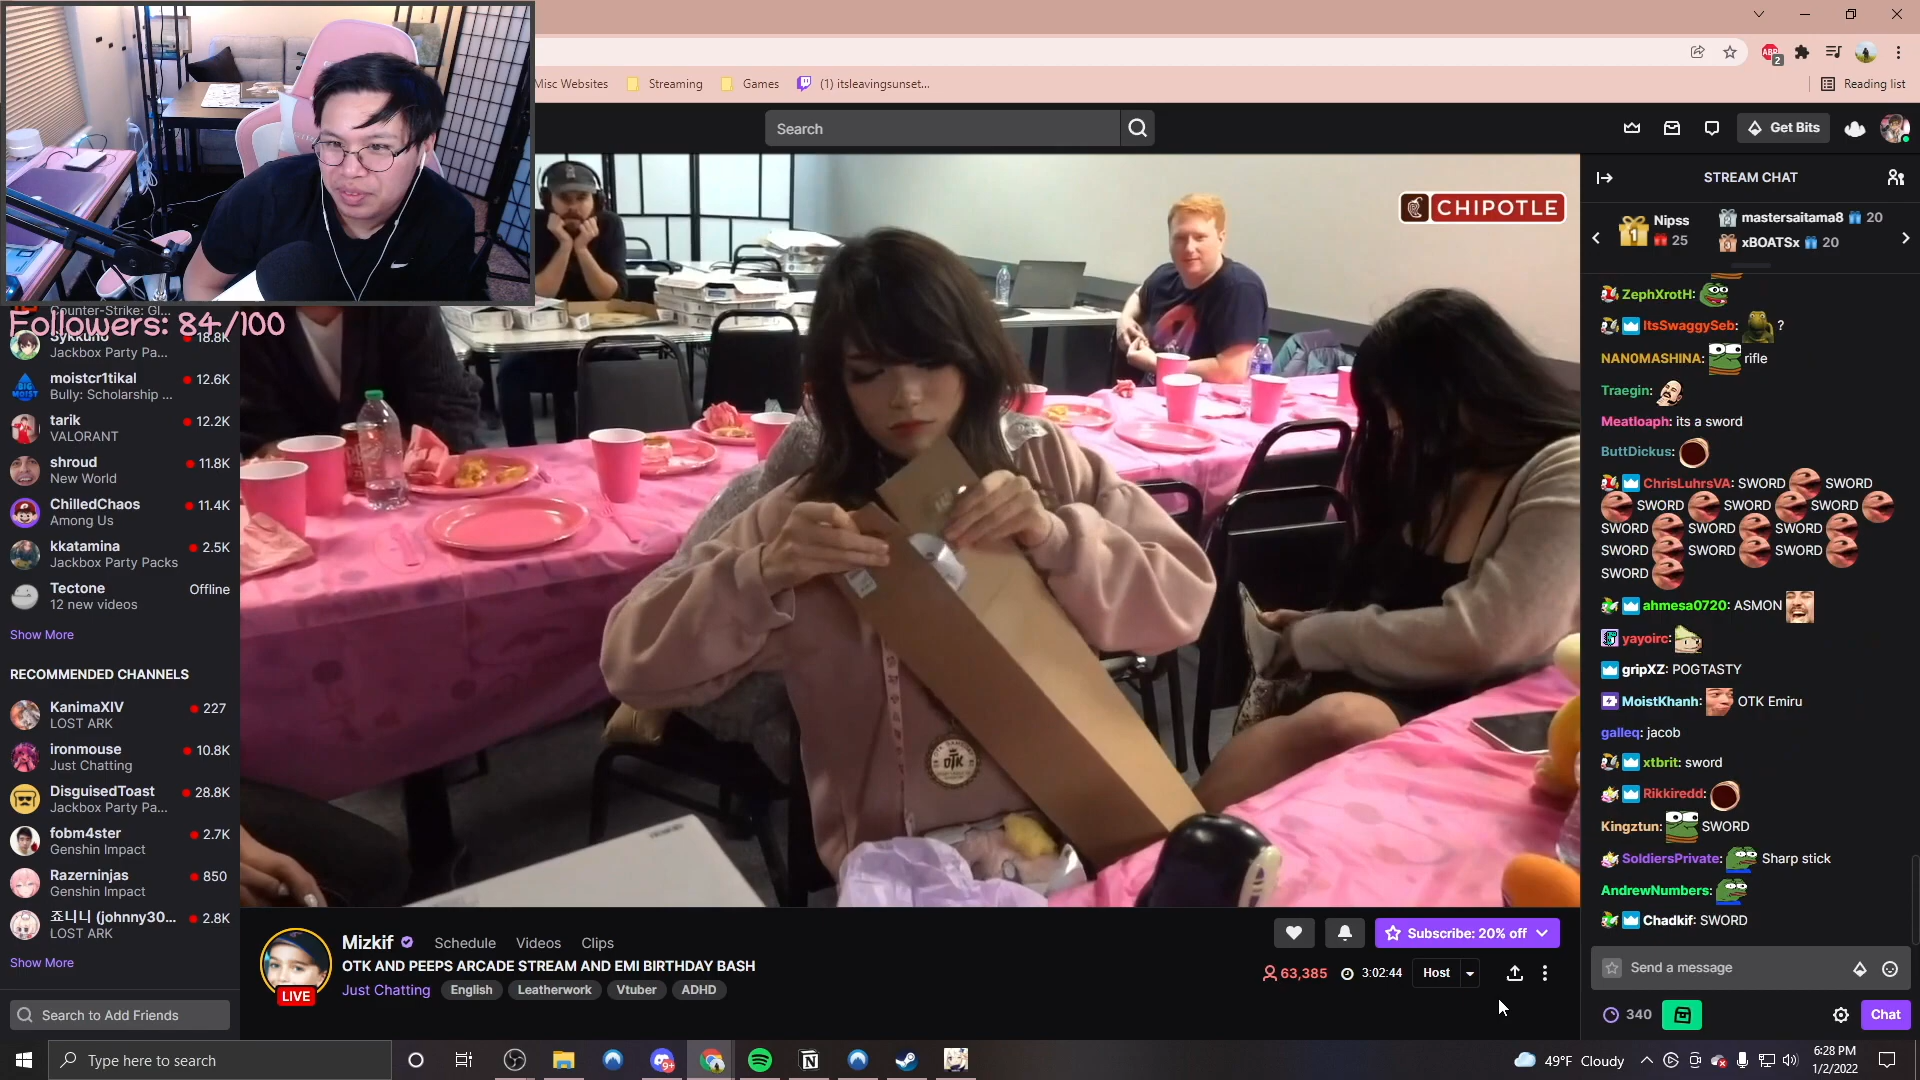 Misc Websites
Streaming
Games
(1) itsleavingsunset...
Reading list
Search
Get Bits
CHIPOTLE
Followers: 84/100
18.8K
Jackbox Party Pa...
moistcr1tikal
12.6K
Bully: Scholarship ...
tarik
12.2K
VALORANT
shroud
11.8K
New World
ChilledChaos
11.4K
Among Us
kkatamina
2.5K
Jackbox Party Packs
Tectone
Offline
12 new videos
Show More
RECOMMENDED CHANNELS
KanimaXIV
227
LOST ARK
ironmouse
10.8K
Just Chatting
DisguisedToast
28.8K
Jackbox Party Pa...
fobm4ster
2.7K
Genshin Impact
Razerninjas
850
Genshin Impact
죠니니 (johnny30...
2.8K
LOST ARK
Show More
Search to Add Friends
OTK
LIVE
Mizkif
Schedule
Videos
Clips
OTK AND PEEPS ARCADE STREAM AND EMI BIRTHDAY BASH
Just Chatting
English
Leatherwork
Vtuber
ADHD
Subscribe: 20% off
63,385
3:02:44
Host
STREAM CHAT
1
Nipss
25
mastersaitama8 20
xBOATSx 20
ZephXrotH:
ItsSwaggySeb: ?
NAN0MASHINA: rifle
Traegin:
Meatloaph: its a sword
ButtDickus:
ChrisLuhrsVA: SWORD SWORD
SWORD SWORD SWORD
SWORD SWORD SWORD
SWORD SWORD SWORD
SWORD
ahmesa0720: ASMON
yayoirc:
gripXZ: POGTASTY
MoistKhanh: OTK Emiru
galleq: jacob
xtbrit: sword
Rikkiredd:
Kingztun: SWORD
SoldiersPrivate: Sharp stick
AndrewNumbers:
Chadkif: SWORD
Send a message
340
Chat
Type here to search
49°F Cloudy
6:28 PM
1/2/2022